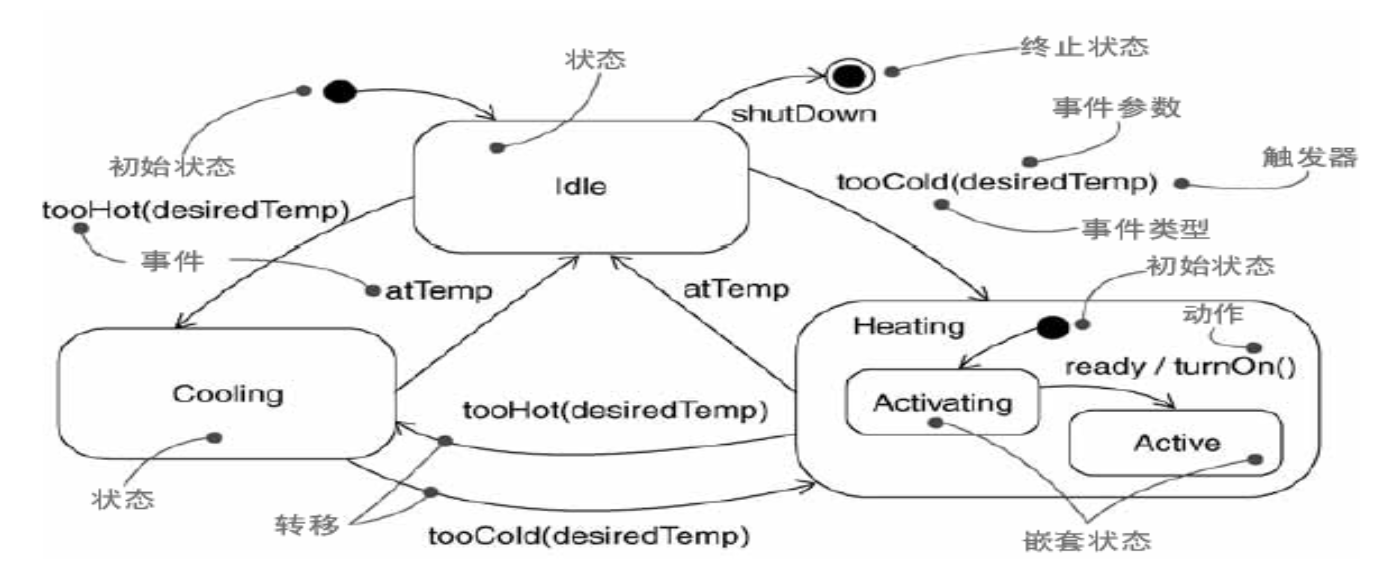 状态
终止状态
shutDown
事件参数
初始状态
触发器
Idle
tooCold(desiredTemp)
tooHot(desiredTemp)
事件类型
事件
初始状态
atTemp
atTemp
动作
Heating
ready / turnOn()
Cooling
Activating
tooHot(desiredTemp)
Active
状态
转移
tooCold(desiredTemp)
嵌套状态